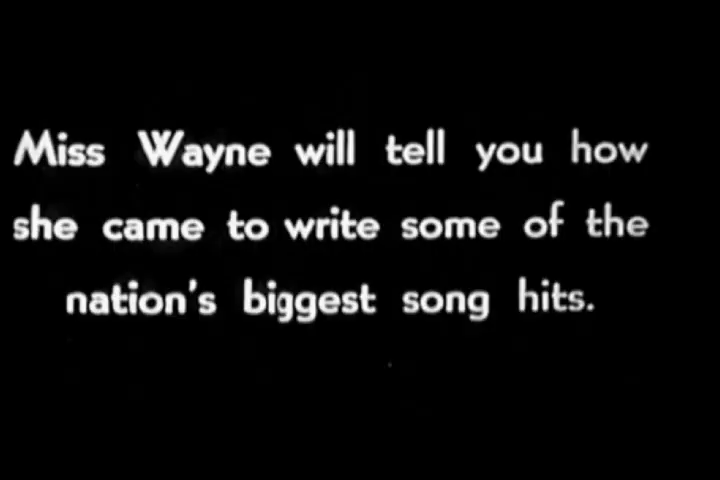 Miss Wayne will tell you how
she came to write some of the
nation's biggest song hits.